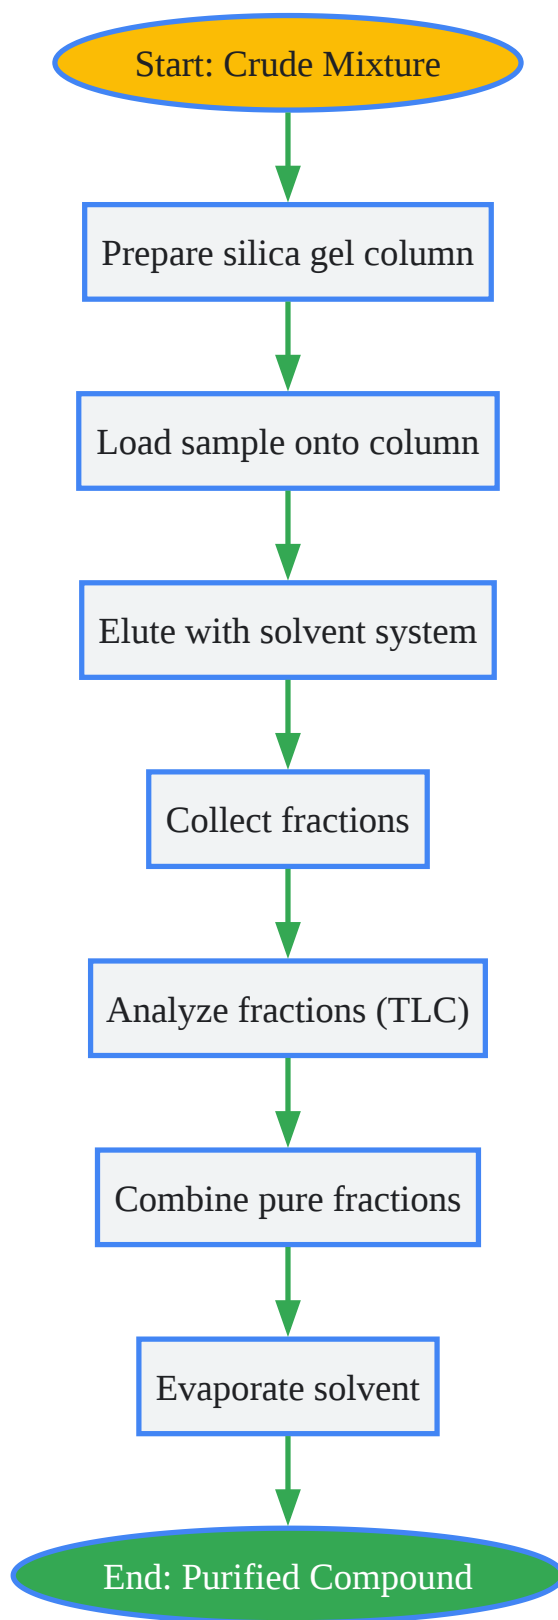 Start: Crude Mixture
Prepare silica gel column
Load sample onto column
Elute with solvent system
Collect fractions
Analyze fractions (TLC)
Combine pure fractions
Evaporate solvent
End: Purified Compound